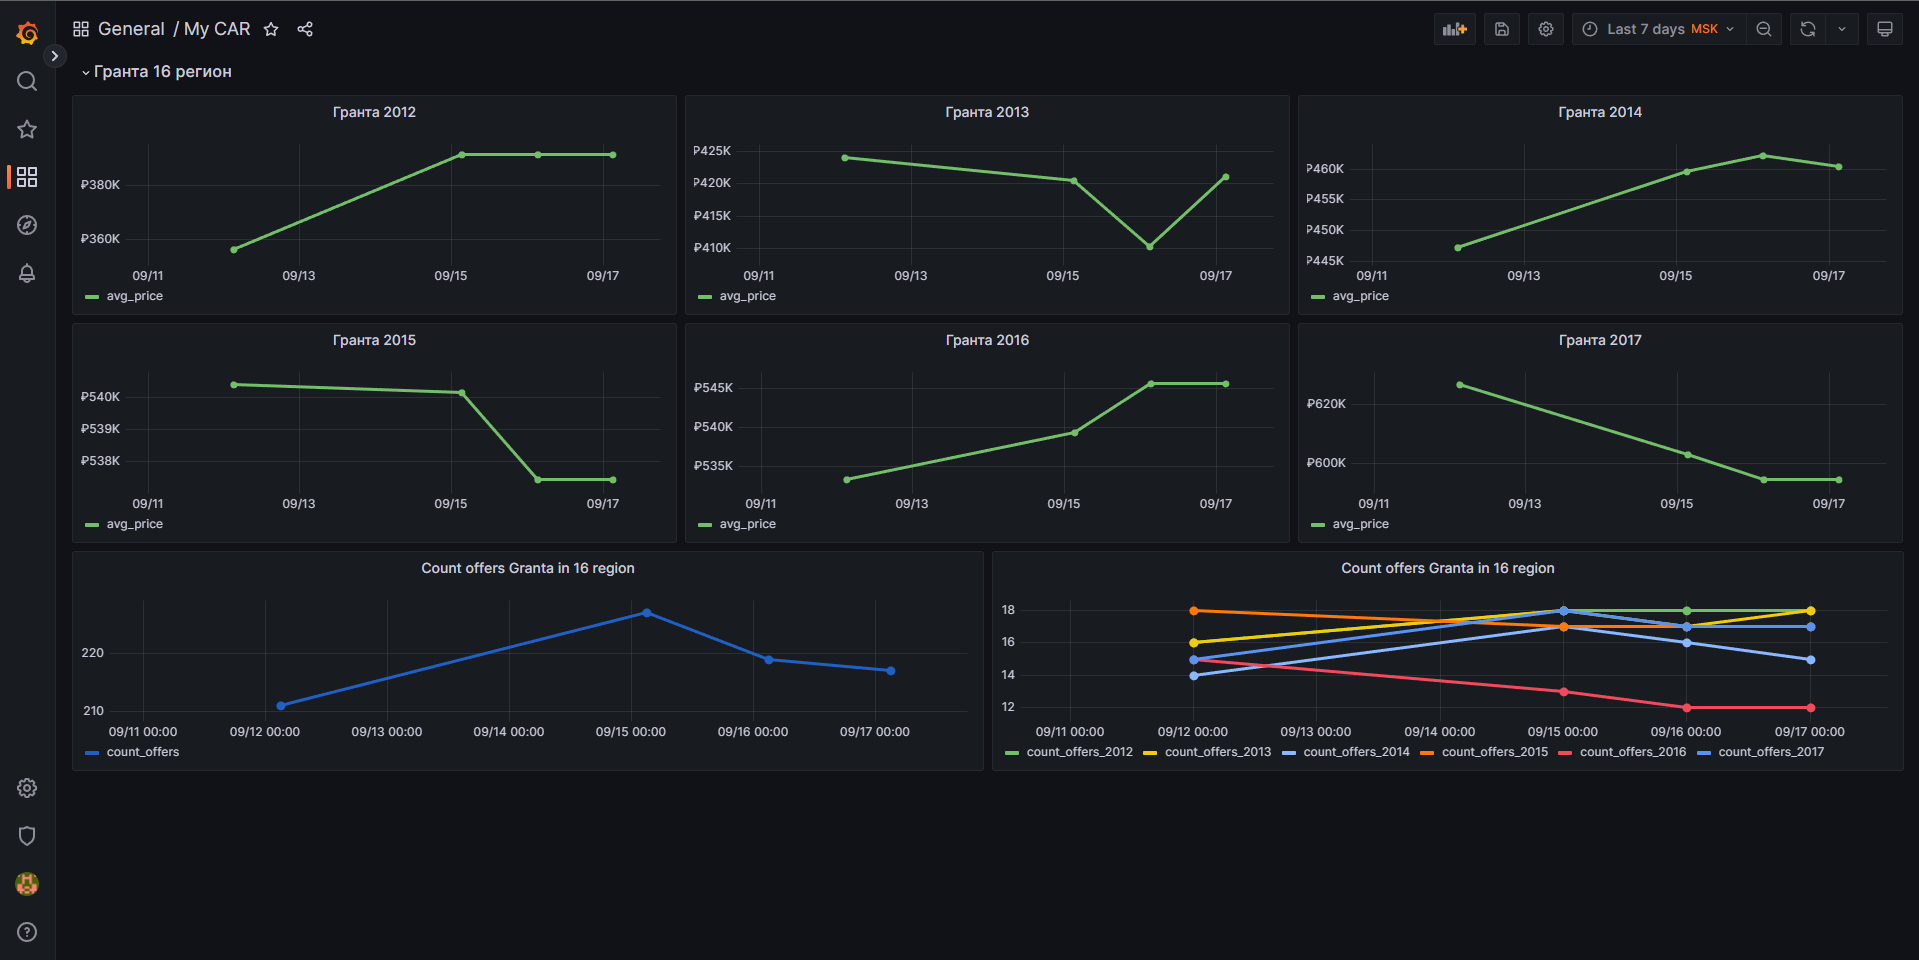 General / My CAR
Last 7 days MSK
Гранта 16 регион
Гранта 2012
₽380K
₽360K
09/11 09/13 09/15 09/17
avg_price
Гранта 2013
₽425K
₽420K
₽415K
₽410K
09/11 09/13 09/15 09/17
avg_price
Гранта 2014
₽460K
₽455K
₽450K
₽445K
09/11 09/13 09/15 09/17
avg_price
Гранта 2015
₽540K
₽539K
₽538K
09/11 09/13 09/15 09/17
avg_price
Гранта 2016
₽545K
₽540K
₽535K
09/11 09/13 09/15 09/17
avg_price
Гранта 2017
₽620K
₽600K
09/11 09/13 09/15 09/17
avg_price
Count offers Granta in 16 region
220
210
09/11 00:00 09/12 00:00 09/13 00:00 09/14 00:00 09/15 00:00 09/16 00:00 09/17 00:00
count_offers
Count offers Granta in 16 region
18
16
14
12
09/11 00:00 09/12 00:00 09/13 00:00 09/14 00:00 09/15 00:00 09/16 00:00 09/17 00:00
count_offers_2012 count_offers_2013 count_offers_2014 count_offers_2015 count_offers_2016 count_offers_2017